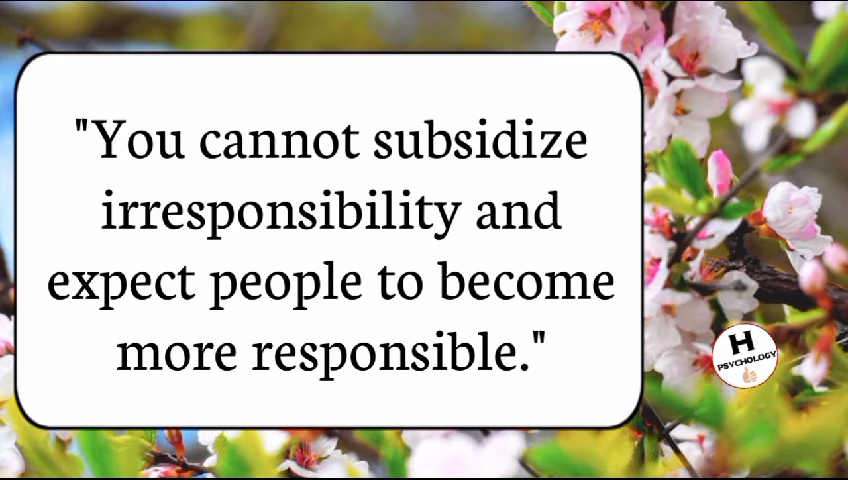 "You cannot subsidize
irresponsibility and
expect people to become
more responsible."
H
PSYCHOLOGY